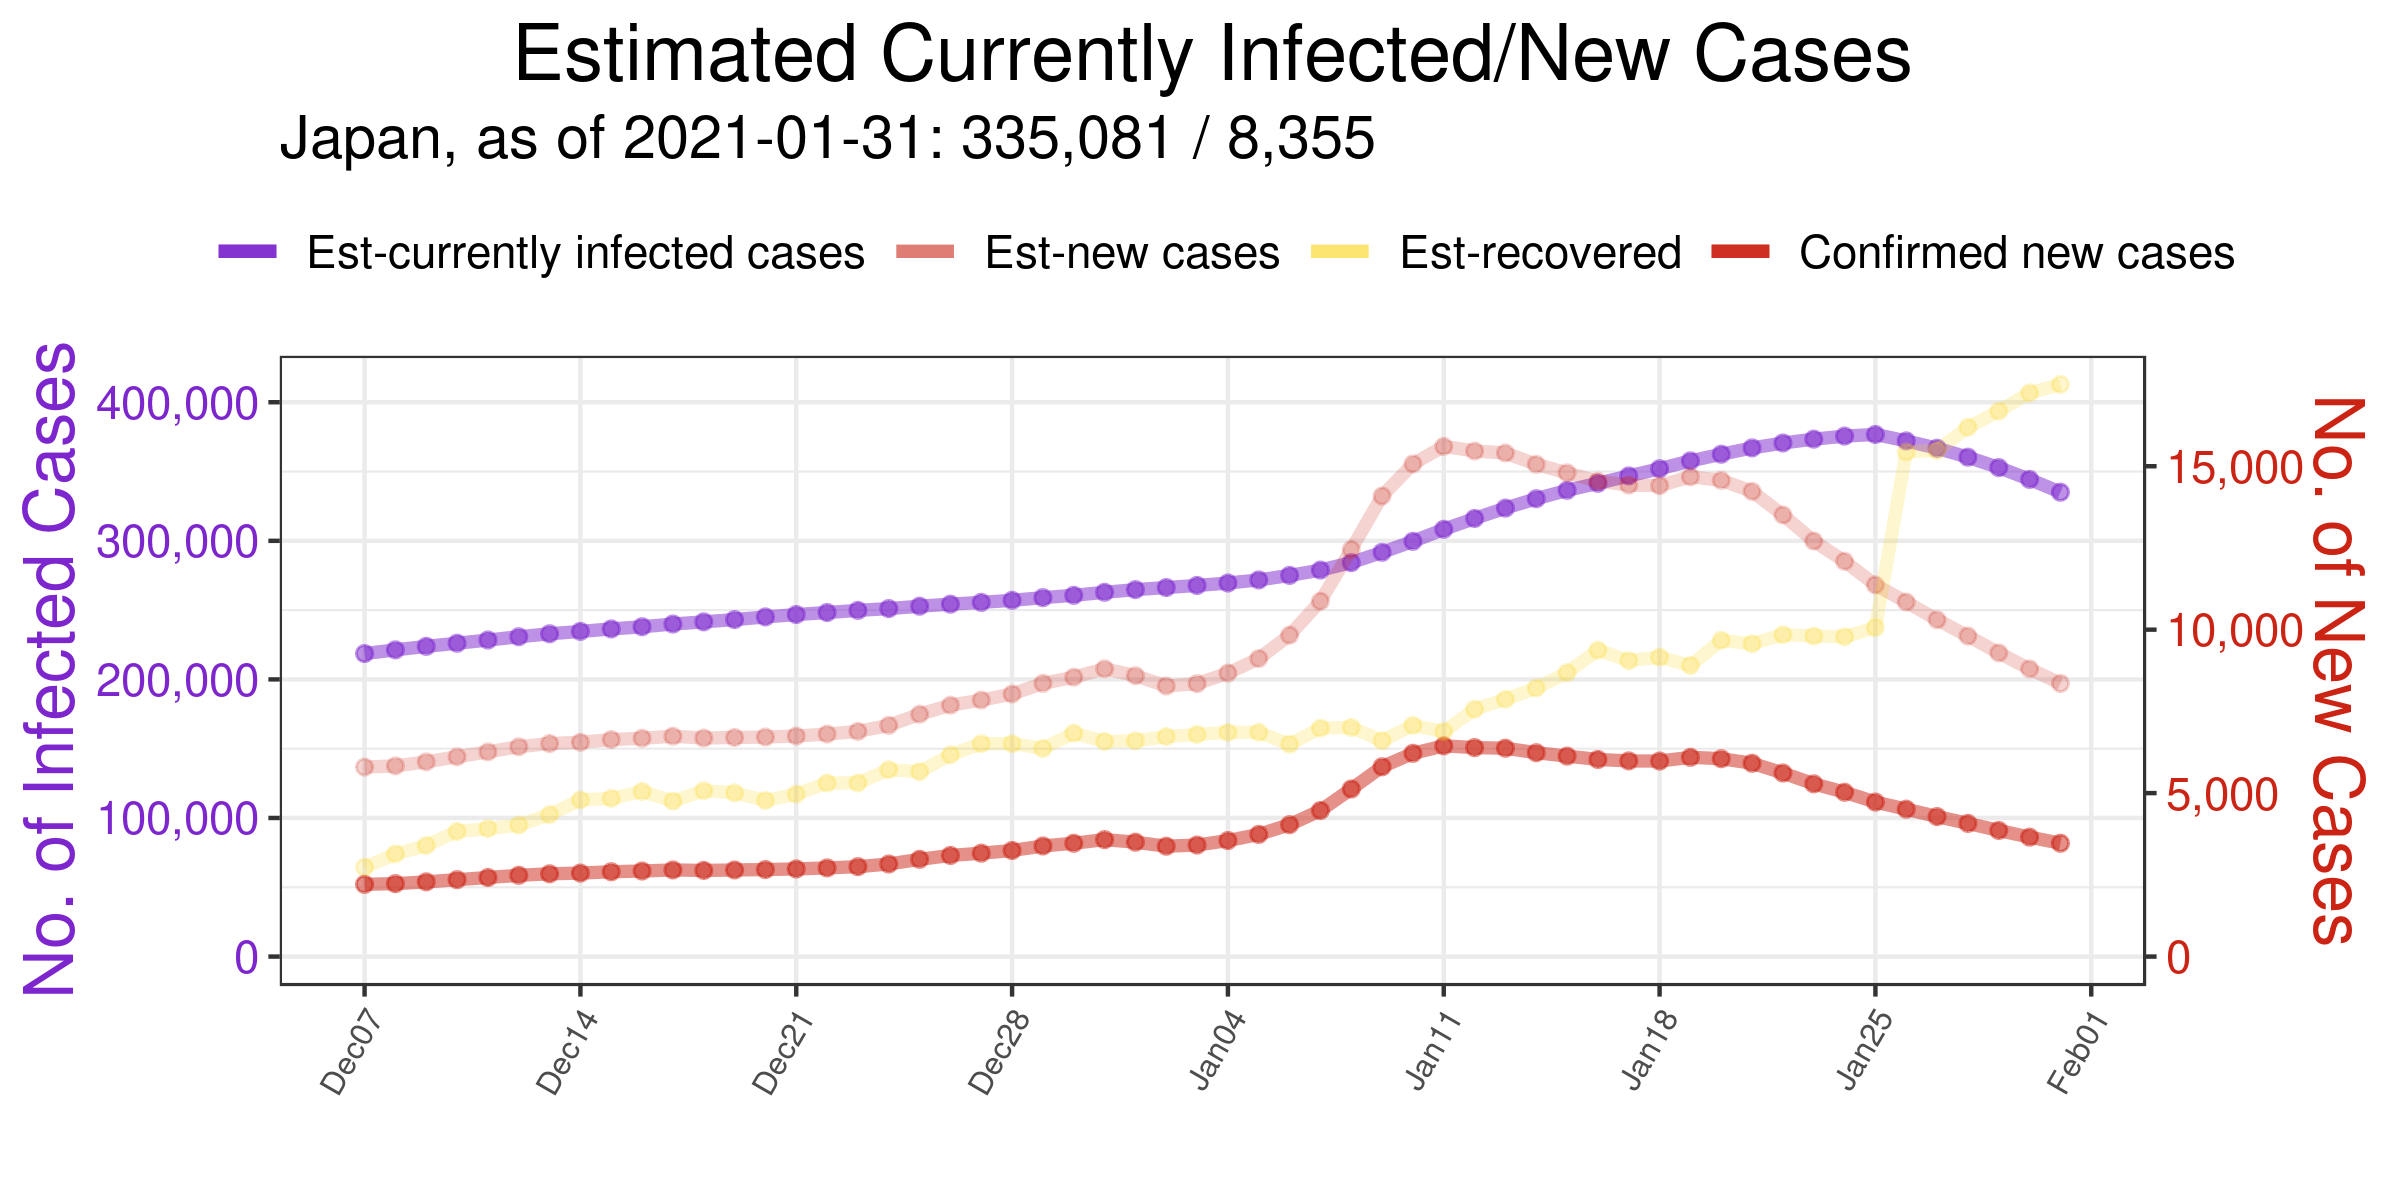 Estimated Currently Infected/New Cases
Japan, as of 2021-01-31: 335,081 / 8,355
Est-currently infected cases Est-new cases Est-recovered Confirmed new cases
No. of Infected Cases
400,000
300,000
200,000
100,000
0
15,000
10,000
5,000
0
No. of New Cases
Dec07 Dec14 Dec21 Dec28 Jan04 Jan11 Jan18 Jan25 Feb01